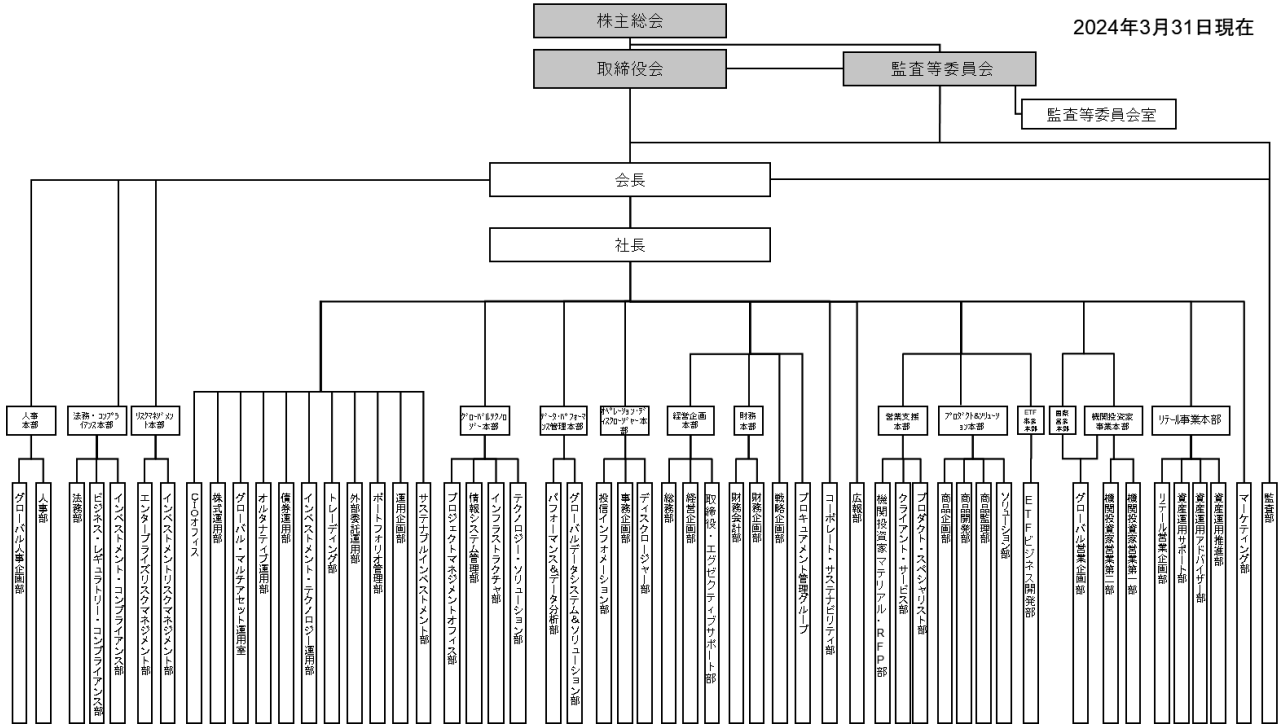 株主総会
2024年3月31日現在
取締役会
監査等委員会
監査等委員会室
会長
社長
人事
本部
法務・コンプラ
イアンス本部
リスクマネジメン
ト本部
グローバルテクノロ
ジー本部
データ・パフォーマ
ンス管理本部
オペレーション・デ
ィスクロージャー本
部
経営企画
本部
財務
本部
営業支援
本部
プロダクト&ソリューシ
ョン本部
ETF
事業
本部
機関投資家
事業本部
リテール事業本部
グローバル人事企画部
人事部
法務部
ビジネス・レギュラトリー・コンプライアンス部
インベストメント・コンプライアンス部
エンタープライズリスクマネジメント部
インベストメントリスクマネジメント部
CIOオフィス
株式運用部
グローバル・マルチアセット運用室
オルタナティブ運用部
債券運用部
インベストメント・テクノロジー運用部
トレーディング部
外部委託運用部
ポートフォリオ管理部
運用企画部
サステナブルインベストメント部
プロジェクトマネジメントオフィス部
情報システム管理部
インフラストラクチャ部
テクノロジー・ソリューション部
パフォーマンス&データ分析部
グローバルデータシステム&ソリューション部
投信インフォメーション部
事務企画部
ディスクロージャー部
総務部
経営企画部
取締役・エグゼクティブサポート部
財務会計部
財務企画部
戦略企画部
プロキュアメント管理グループ
コーポレート・サステナビリティ部
広報部
機関投資家マテリアル・RFP部
クライアント・サービス部
プロダクト・スペシャリスト部
商品企画部
商品開発部
商品監理部
ソリューション部
ETFビジネス開発部
グローバル営業企画部
機関投資家営業第二部
機関投資家営業第一部
リテール営業企画部
資産運用サポート部
資産運用アドバイザリー部
資産運用推進部
マーケティング部
監査部